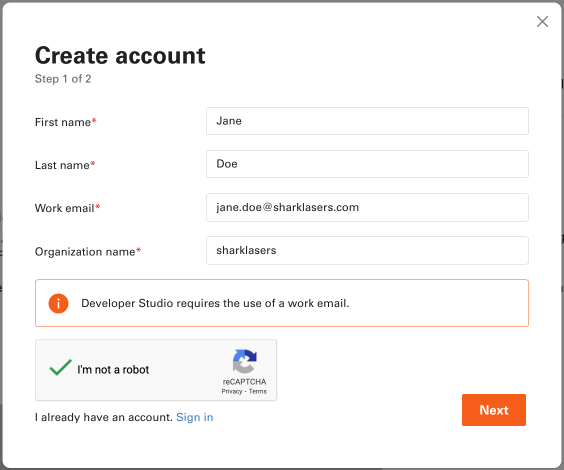 Create account
Step 1 of 2
First name*
Jane
Last name*
Doe
Work email*
jane.doe@sharklasers.com
Organization name*
sharklasers
Developer Studio requires the use of a work email.
I'm not a robot
reCAPTCHA
Privacy - Terms
I already have an account. Sign in
Next